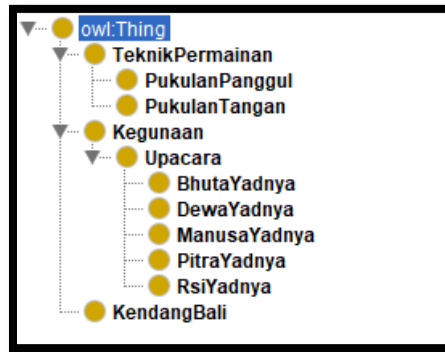 owl:Thing
TeknikPermainan
PukulanPanggul
PukulanTangan
Kegunaan
Upacara
BhutaYadnya
DewaYadnya
ManusaYadnya
PitraYadnya
RsiYadnya
KendangBali